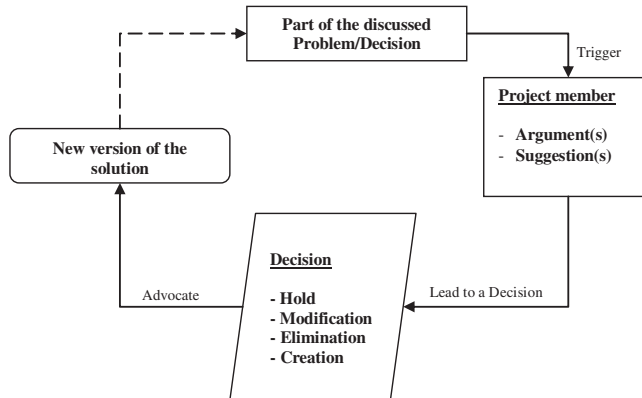 Part of the discussed
Problem/Decision
Trigger
Project member
- Argument(s)
- Suggestion(s)
New version of the
solution
Decision
- Hold
- Modification
- Elimination
- Creation
Advocate
Lead to a Decision